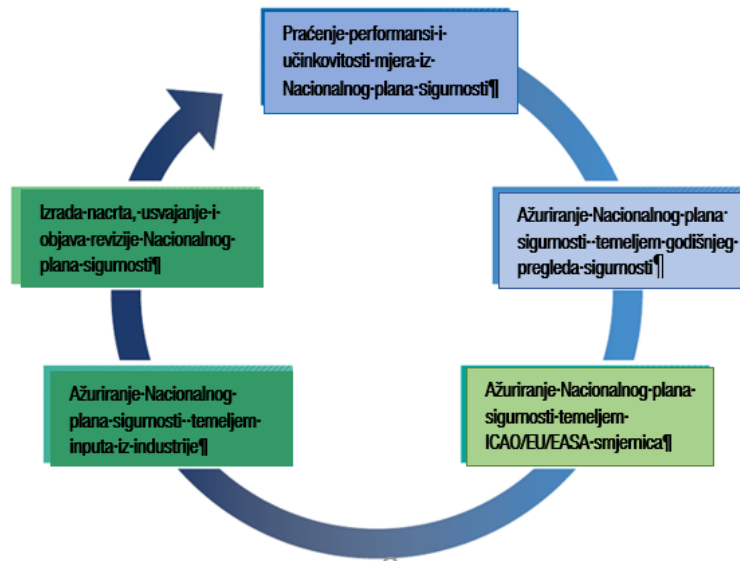 Praćenje·performansi·i·
učinkovitosti·mjera·iz·
Nacionalnog·plana·sigurnosti¶
Ažuriranje·Nacionalnog·plana·
sigurnosti·-temeljem·godišnjeg·
pregleda·sigurnosti¶
Ažuriranje·Nacionalnog·plana·
sigurnosti·temeljem·
ICAO/EU/EASA·smjernica¶
Ažuriranje·Nacionalnog·
plana·sigurnosti·-temeljem·
inputa·iz·industrije¶
Izrada·nacrta,·usvajanje·i·
objava·revizije·Nacionalnog·
plana·sigurnosti¶